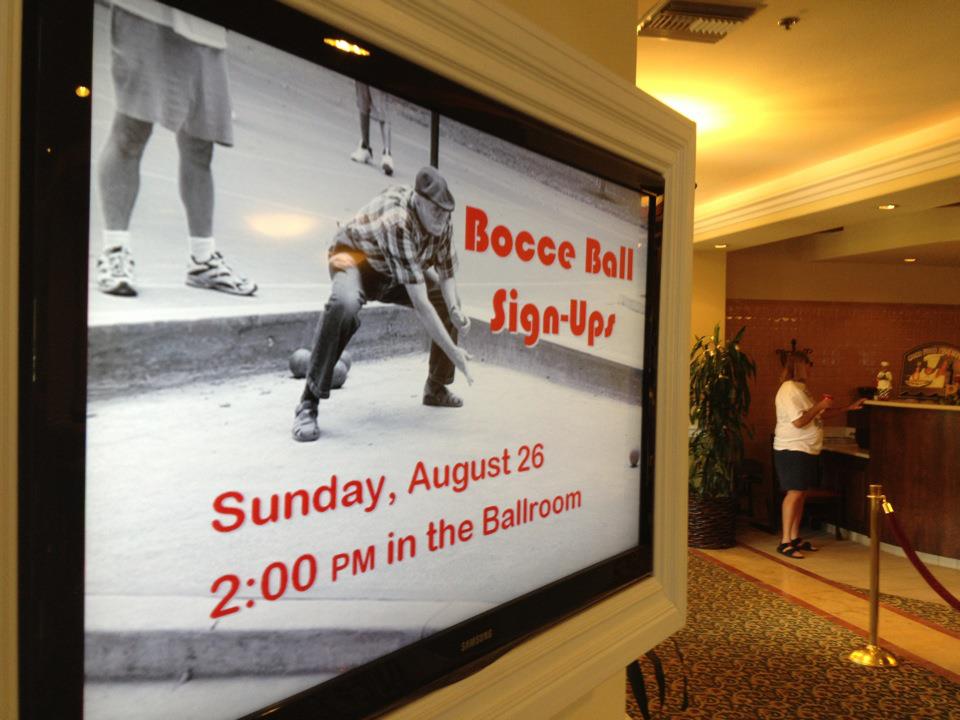 Bocce Ball
Sign-Ups
Sunday, August 26
2:00 PM in the Ballroom
SAMSUNG